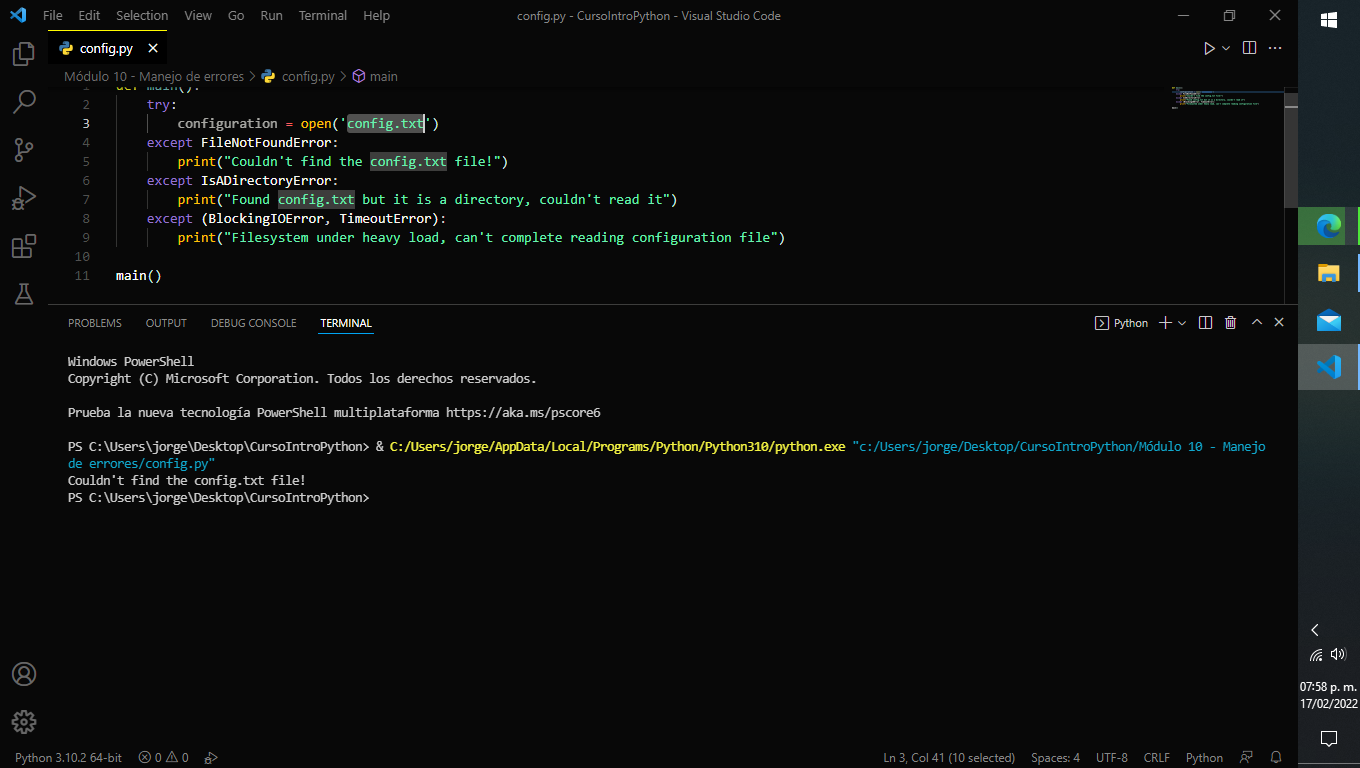 File Edit Selection View Go Run Terminal Help config.py - CursoIntroPython - Visual Studio Code
config.py
Módulo 10 - Manejo de errores > config.py > main
1 def main():
2 try:
3 configuration = open('config.txt')
4 except FileNotFoundError:
5 print("Couldn't find the config.txt file!")
6 except IsADirectoryError:
7 print("Found config.txt but it is a directory, couldn't read it")
8 except (BlockingIOError, TimeoutError):
9 print("Filesystem under heavy load, can't complete reading configuration file")
10
11 main()
PROBLEMS OUTPUT DEBUG CONSOLE TERMINAL Python
Windows PowerShell
Copyright (C) Microsoft Corporation. Todos los derechos reservados.
Prueba la nueva tecnología PowerShell multiplataforma https://aka.ms/pscore6
PS C:\Users\jorge\Desktop\CursoIntroPython> & C:/Users/jorge/AppData/Local/Programs/Python/Python310/python.exe "c:/Users/jorge/Desktop/CursoIntroPython/Módulo 10 - Manejo
de errores/config.py"
Couldn't find the config.txt file!
PS C:\Users\jorge\Desktop\CursoIntroPython>
07:58 p. m.
17/02/2022
Python 3.10.2 64-bit 0 0 Ln 3, Col 41 (10 selected) Spaces: 4 UTF-8 CRLF Python